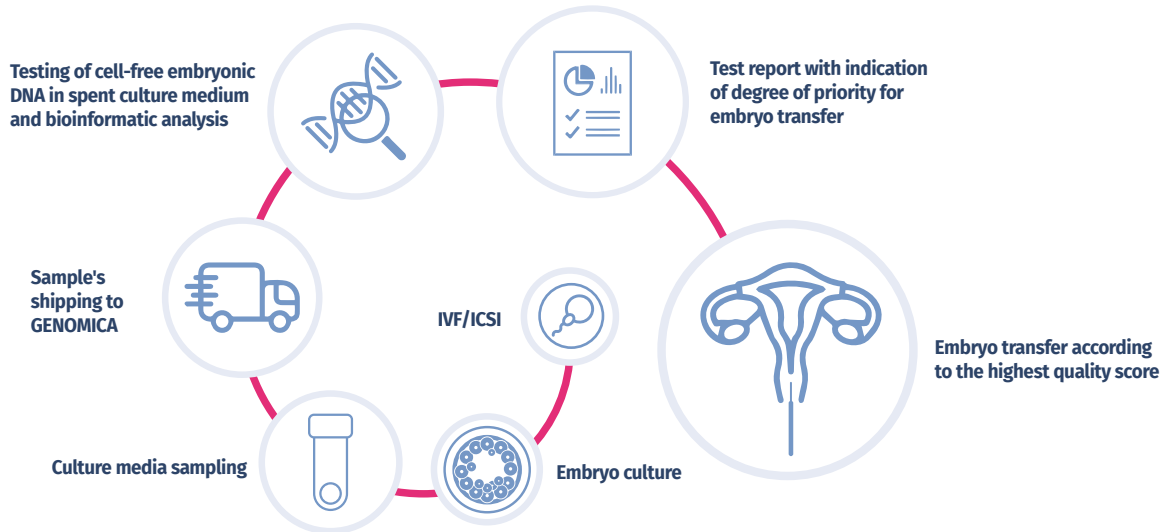 Testing of cell-free embryonic
DNA in spent culture medium
and bioinformatic analysis
Test report with indication
of degree of priority for
embryo transfer
Sample's
shipping to
GENOMICA
IVF/ICSI
Embryo transfer according
to the highest quality score
Culture media sampling
Embryo culture